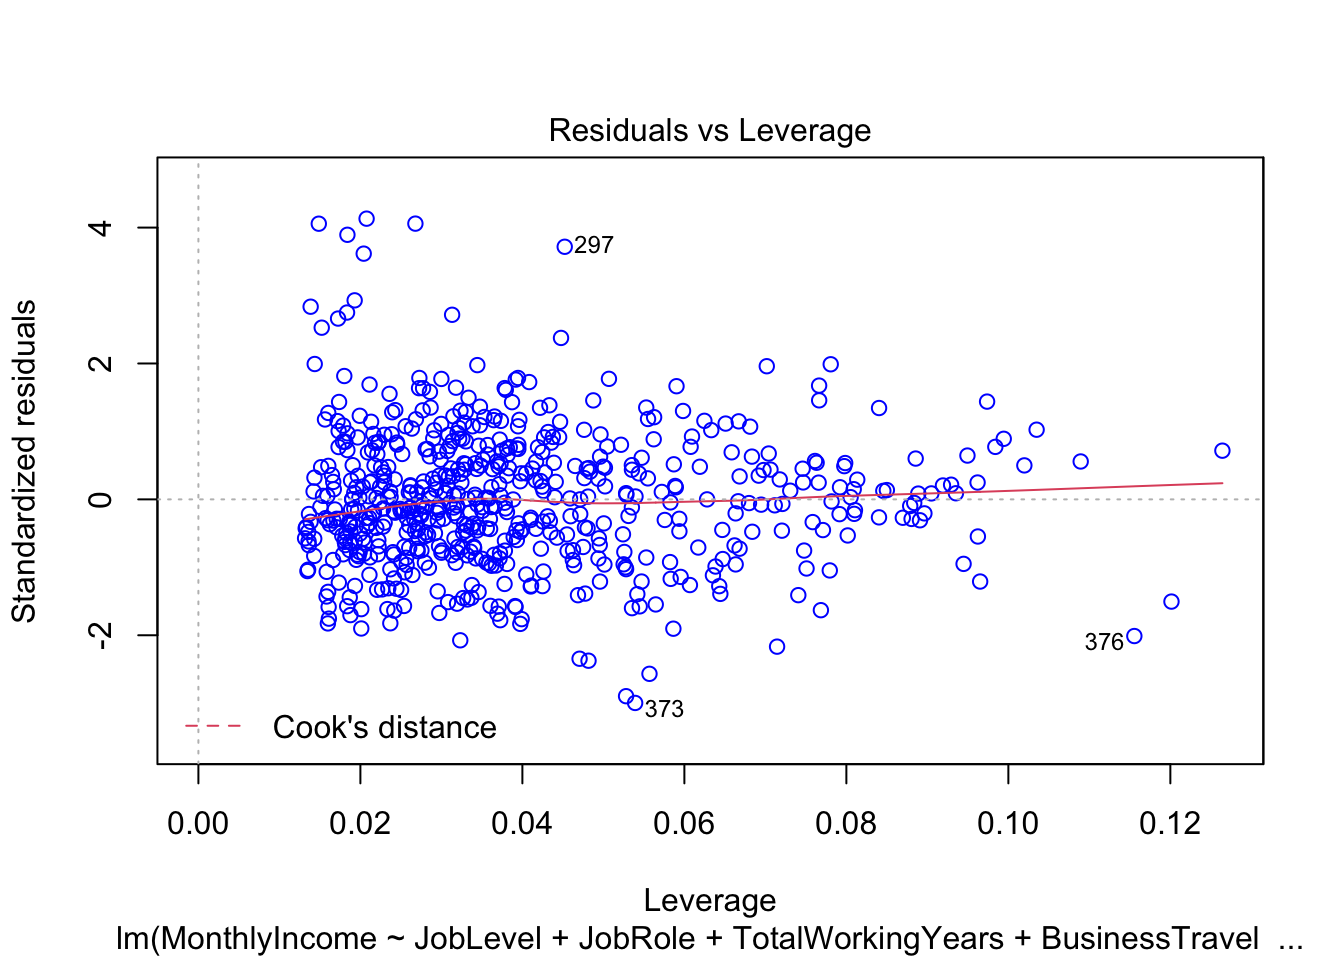 Residuals vs Leverage
Standardized residuals
4
2
0
-2
297
376
373
Cook's distance
0.00 0.02 0.04 0.06 0.08 0.10 0.12
Leverage
lm(MonthlyIncome ~ JobLevel + JobRole + TotalWorkingYears + BusinessTravel ...